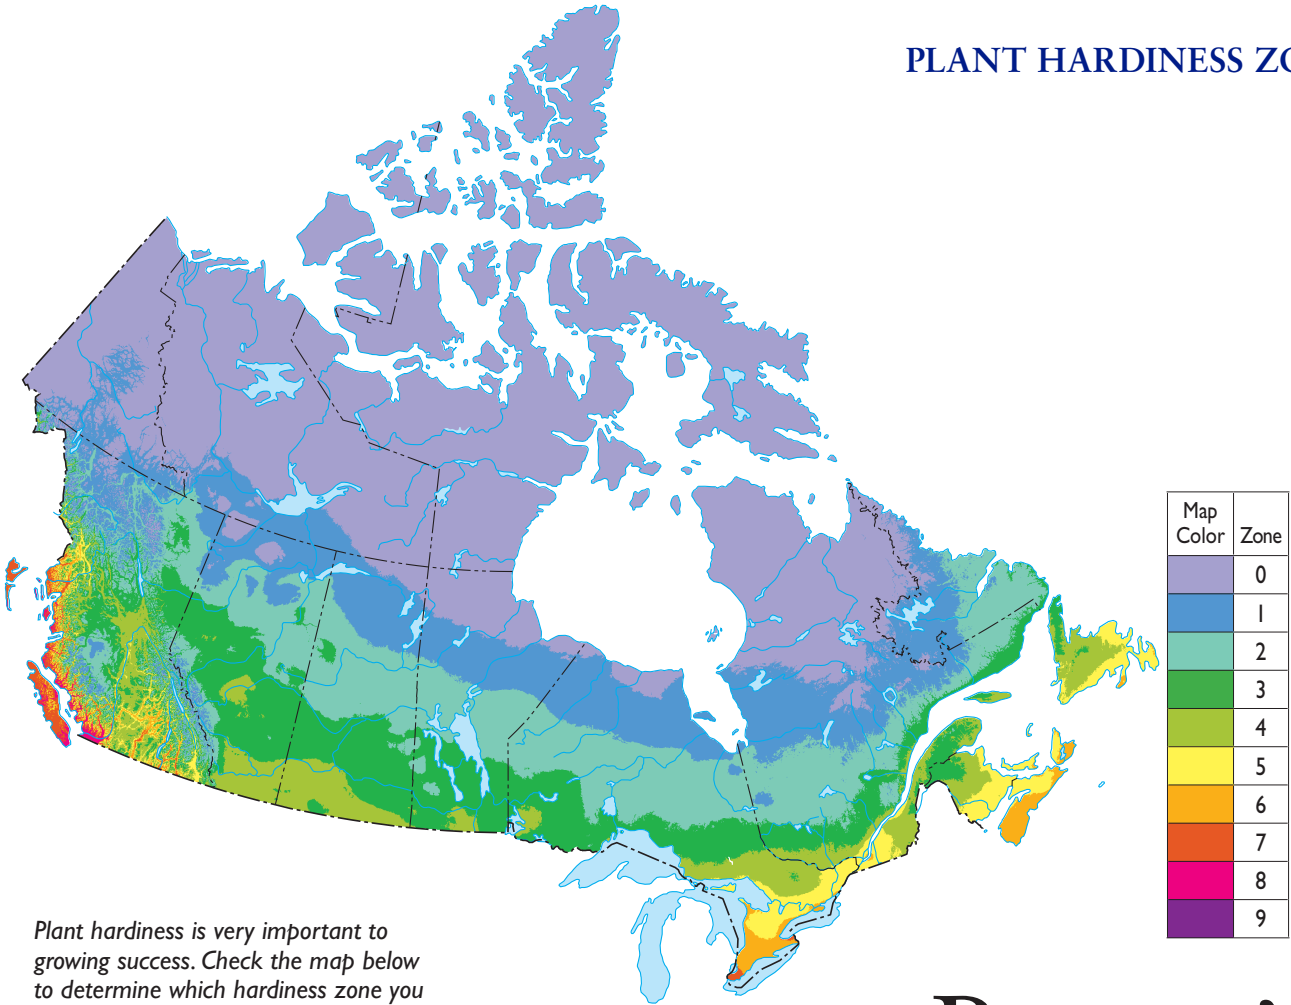 PLANT HARDINESS ZO
Map
Color Zone
0
1
2
3
4
5
6
7
8
9
Plant hardiness is very important to
growing success. Check the map below
to determine which hardiness zone you